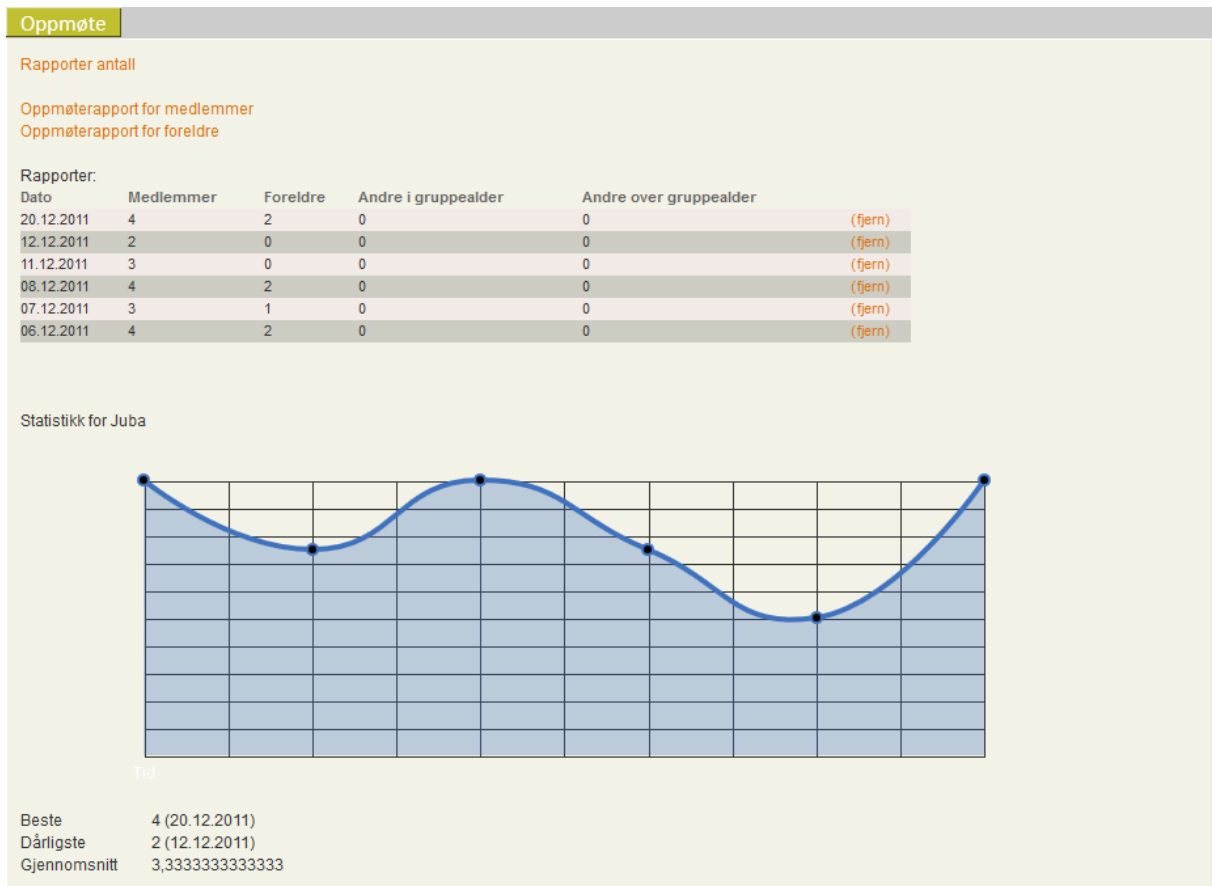 Oppmøte
Rapporter antall
Oppmøterapport for medlemmer
Oppmøterapport for foreldre
Rapporter:
Dato Medlemmer Foreldre Andre i gruppealder Andre over gruppealder
20.12.2011 4 2 0 0 (fjern)
12.12.2011 2 0 0 0 (fjern)
11.12.2011 3 0 0 0 (fjern)
08.12.2011 4 2 0 0 (fjern)
07.12.2011 3 1 0 0 (fjern)
06.12.2011 4 2 0 0 (fjern)
Statistikk for Juba
Tid
Beste 4 (20.12.2011)
Dårligste 2 (12.12.2011)
Gjennomsnitt 3,3333333333333